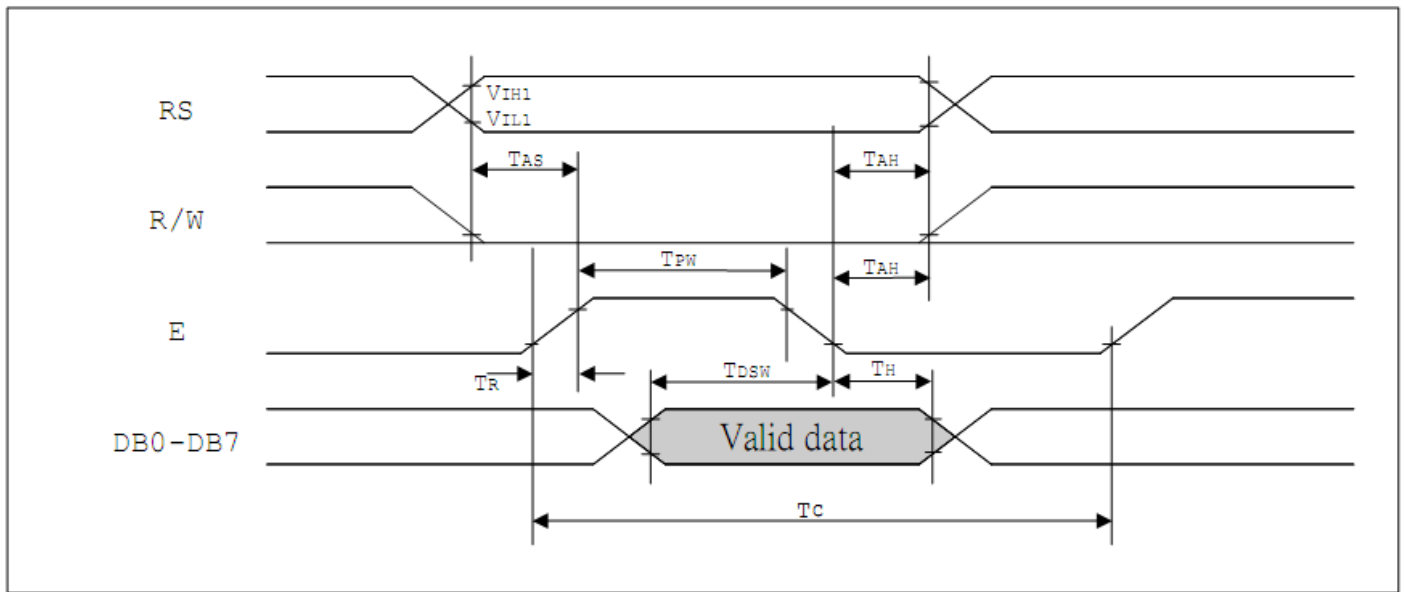 RS
VIH1
VIL1
TAS
TAH
R/W
TPW
TAH
E
TR
TDSW
TH
DB0-DB7
Valid data
TC